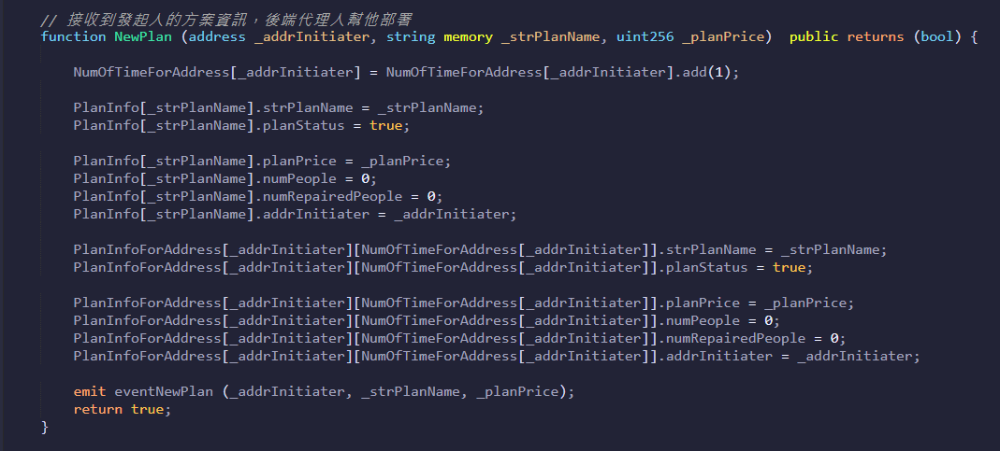 // 接收到發起人的方案資訊，後端代理人幫他部署
function NewPlan (address _addrInitiater, string memory _strPlanName, uint256 _planPrice)  public returns (bool) {
NumOfTimeForAddress[_addrInitiater] = NumOfTimeForAddress[_addrInitiater].add(1);
PlanInfo[_strPlanName].strPlanName = _strPlanName;
PlanInfo[_strPlanName].planStatus = true;
PlanInfo[_strPlanName].planPrice = _planPrice;
PlanInfo[_strPlanName].numPeople = 0;
PlanInfo[_strPlanName].numRepairedPeople = 0;
PlanInfo[_strPlanName].addrInitiater = _addrInitiater;
PlanInfoForAddress[_addrInitiater][NumOfTimeForAddress[_addrInitiater]].strPlanName = _strPlanName;
PlanInfoForAddress[_addrInitiater][NumOfTimeForAddress[_addrInitiater]].planStatus = true;
PlanInfoForAddress[_addrInitiater][NumOfTimeForAddress[_addrInitiater]].planPrice = _planPrice;
PlanInfoForAddress[_addrInitiater][NumOfTimeForAddress[_addrInitiater]].numPeople = 0;
PlanInfoForAddress[_addrInitiater][NumOfTimeForAddress[_addrInitiater]].numRepairedPeople = 0;
PlanInfoForAddress[_addrInitiater][NumOfTimeForAddress[_addrInitiater]].addrInitiater = _addrInitiater;
emit eventNewPlan (_addrInitiater, _strPlanName, _planPrice);
return true;
}